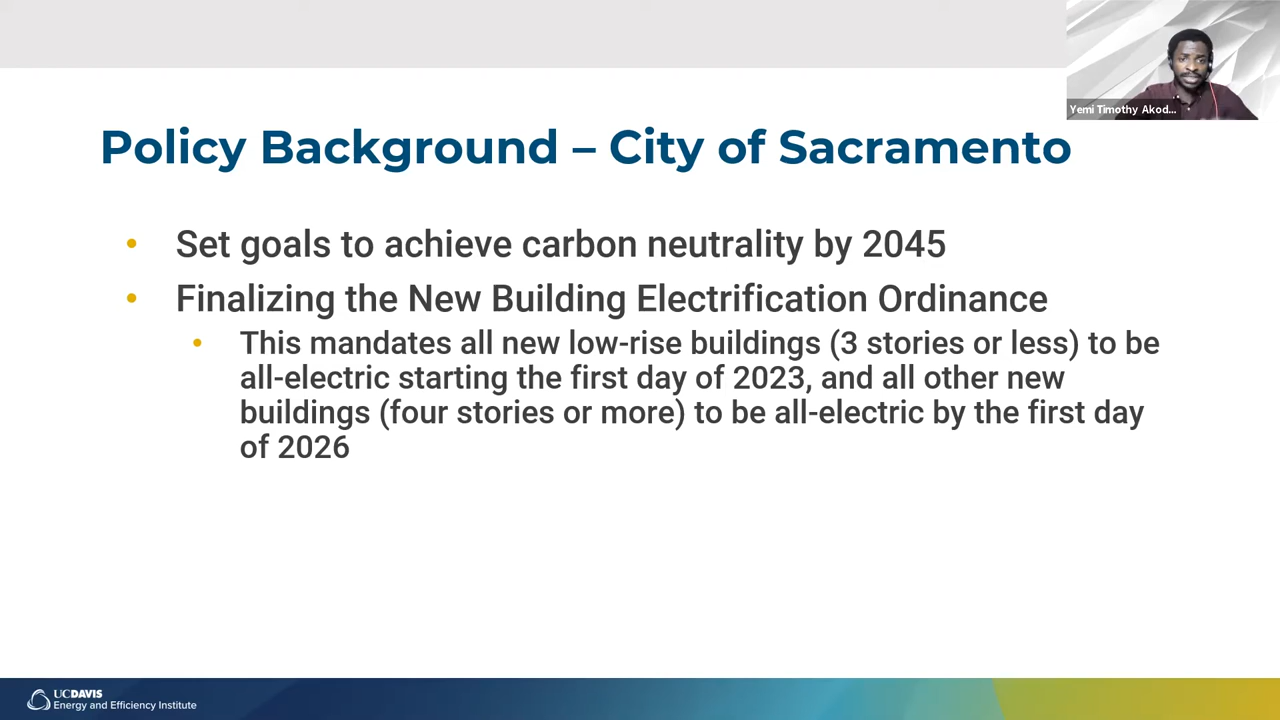 Yemi Timothy Akod...
Policy Background – City of Sacramento
• Set goals to achieve carbon neutrality by 2045
• Finalizing the New Building Electrification Ordinance
• This mandates all new low-rise buildings (3 stories or less) to be
all-electric starting the first day of 2023, and all other new
buildings (four stories or more) to be all-electric by the first day
of 2026
UCDAVIS
Energy and Efficiency Institute